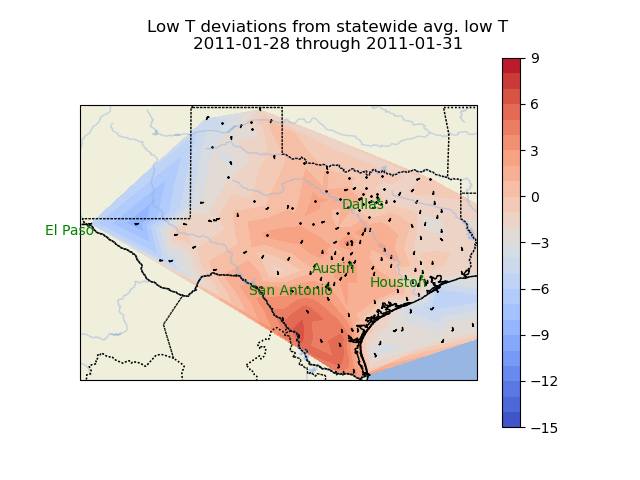 Low T deviations from statewide avg. low T
2011-01-28 through 2011-01-31
9
6
3
0
−3
−6
−9
−12
−15
Dallas
El Paso
Austin
Houston
San Antonio